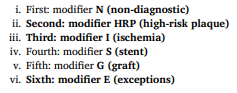 i. First: modifier N (non-diagnostic)
ii. Second: modifier HRP (high-risk plaque)
iii. Third: modifier I (ischemia)
iv. Fourth: modifier S (stent)
v. Fifth: modifier G (graft)
vi. Sixth: modifier E (exceptions)